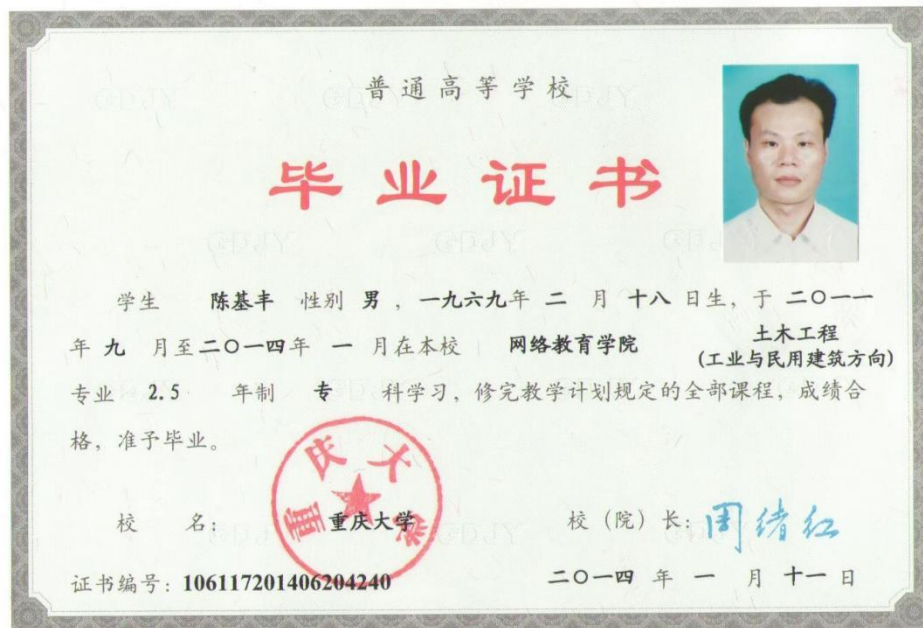 普通高等学校
毕业证书
学生 陈基丰 性别 男，一九六九年 二 月 十八 日生，于 二〇一一
年 九 月至二〇一四年 一 月在本校 网络教育学院 土木工程
(工业与民用建筑方向)
专业 2.5 年制 专 科学习，修完教学计划规定的全部课程，成绩合
格，准予毕业。
重庆大学
校 名： 重庆大学 校（院）长：周绪红
证书编号：106117201406204240 二〇一四 年 一 月 十一 日